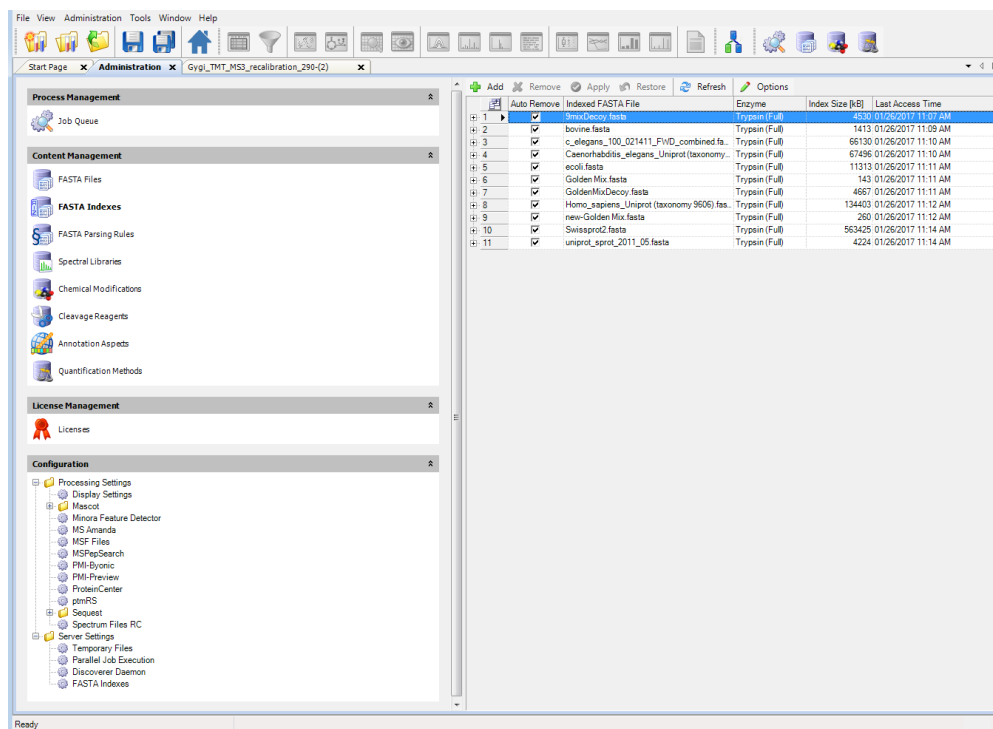 File View Administration Tools Window Help
Start Page x Administration x Gygi_TMT_MS3_recalibration_290-(2) x
Process Management
Job Queue
Content Management
FASTA Files
FASTA Indexes
FASTA Parsing Rules
Spectral Libraries
Chemical Modifications
Cleavage Reagents
Annotation Aspects
Quantification Methods
License Management
Licenses
Configuration
Processing Settings
Display Settings
Mascot
Minora Feature Detector
MS Amanda
MSF Files
MSPepSearch
PMI-Byonic
PMI-Preview
ProteinCenter
ptmRS
Sequest
Spectrum Files RC
Server Settings
Temporary Files
Parallel Job Execution
Discoverer Daemon
FASTA Indexes
Add Remove Apply Restore Refresh Options
Auto Remove Indexed FASTA File Enzyme Index Size [kB] Last Access Time
1 9mixDecoy.fasta Trypsin (Full) 4530 01/26/2017 11:07 AM
2 bovine.fasta Trypsin (Full) 1413 01/26/2017 11:09 AM
3 c_elegans_100_021411_FWD_combined.fa... Trypsin (Full) 66130 01/26/2017 11:10 AM
4 Caenorhabditis_elegans_Uniprot (taxonomy... Trypsin (Full) 67496 01/26/2017 11:10 AM
5 ecoli.fasta Trypsin (Full) 11313 01/26/2017 11:11 AM
6 Golden Mix.fasta Trypsin (Full) 143 01/26/2017 11:11 AM
7 GoldenMixDecoy.fasta Trypsin (Full) 4667 01/26/2017 11:11 AM
8 Homo_sapiens_Uniprot (taxonomy 9606).fas... Trypsin (Full) 134403 01/26/2017 11:12 AM
9 new-Golden Mix.fasta Trypsin (Full) 260 01/26/2017 11:12 AM
10 Swissprot2.fasta Trypsin (Full) 563425 01/26/2017 11:14 AM
11 uniprot_sprot_2011_05.fasta Trypsin (Full) 4224 01/26/2017 11:14 AM
Ready